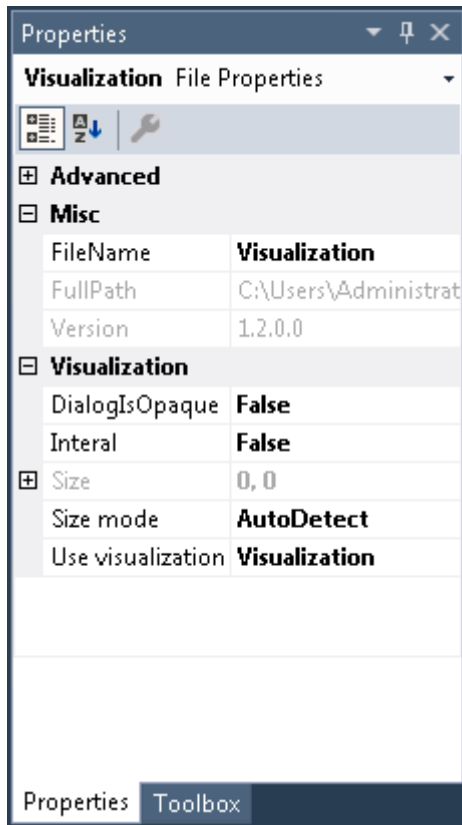 Properties
Visualization File Properties
Advanced
Misc
FileName Visualization
FullPath C:\Users\Administrat
Version 1.2.0.0
Visualization
DialogIsOpaque False
Interal False
Size 0, 0
Size mode AutoDetect
Use visualization Visualization
Properties Toolbox